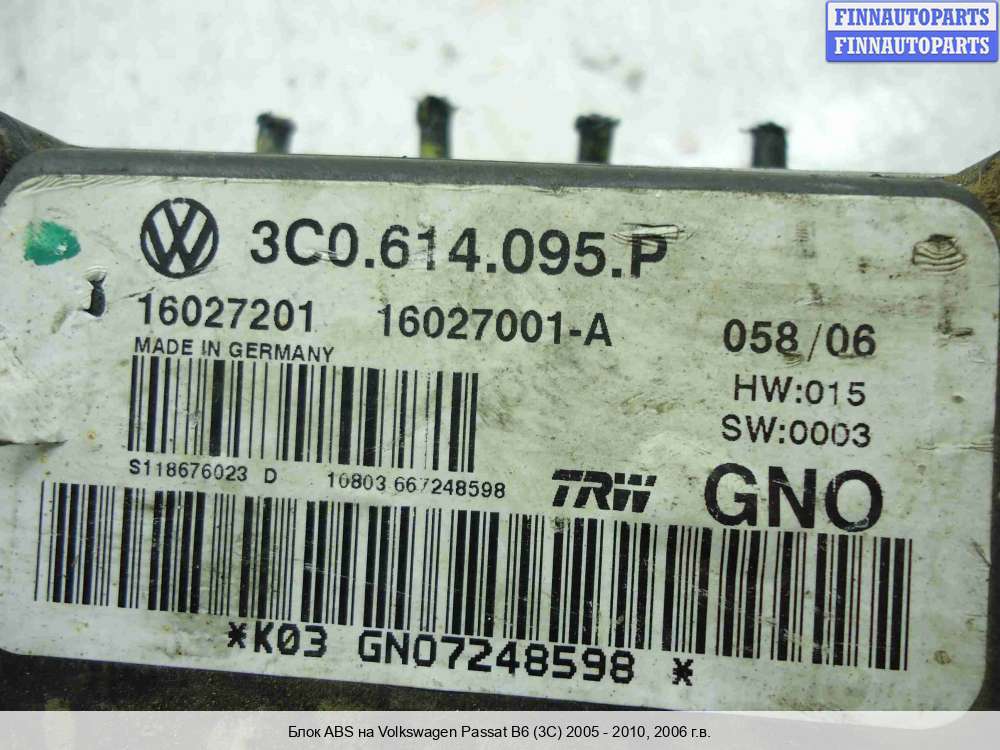 FINNAUTOPARTS
FINNAUTOPARTS
3C0.614.095.P
16027201 16027001-A 058/06
MADE IN GERMANY
HW:015
SW:0003
S118676023 D 10803 667248598
TRW GNO
*K03 GNO7248598 *
Блок ABS на Volkswagen Passat B6 (3C) 2005 - 2010, 2006 г.в.